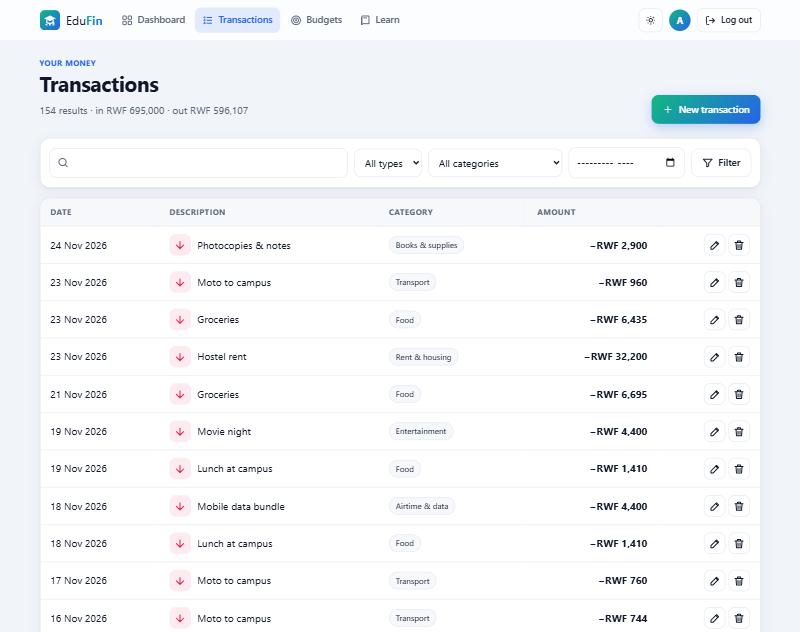 EduFin Dashboard Transactions Budgets Learn A Log out
YOUR MONEY
Transactions
154 results · in RWF 695,000 · out RWF 596,107
+ New transaction
All types All categories --------- ---- Filter
DATE DESCRIPTION CATEGORY AMOUNT
24 Nov 2026 Photocopies & notes Books & supplies −RWF 2,900
23 Nov 2026 Moto to campus Transport −RWF 960
23 Nov 2026 Groceries Food −RWF 6,435
23 Nov 2026 Hostel rent Rent & housing −RWF 32,200
21 Nov 2026 Groceries Food −RWF 6,695
19 Nov 2026 Movie night Entertainment −RWF 4,400
19 Nov 2026 Lunch at campus Food −RWF 1,410
18 Nov 2026 Mobile data bundle Airtime & data −RWF 4,400
18 Nov 2026 Lunch at campus Food −RWF 1,410
17 Nov 2026 Moto to campus Transport −RWF 760
16 Nov 2026 Moto to campus Transport −RWF 744